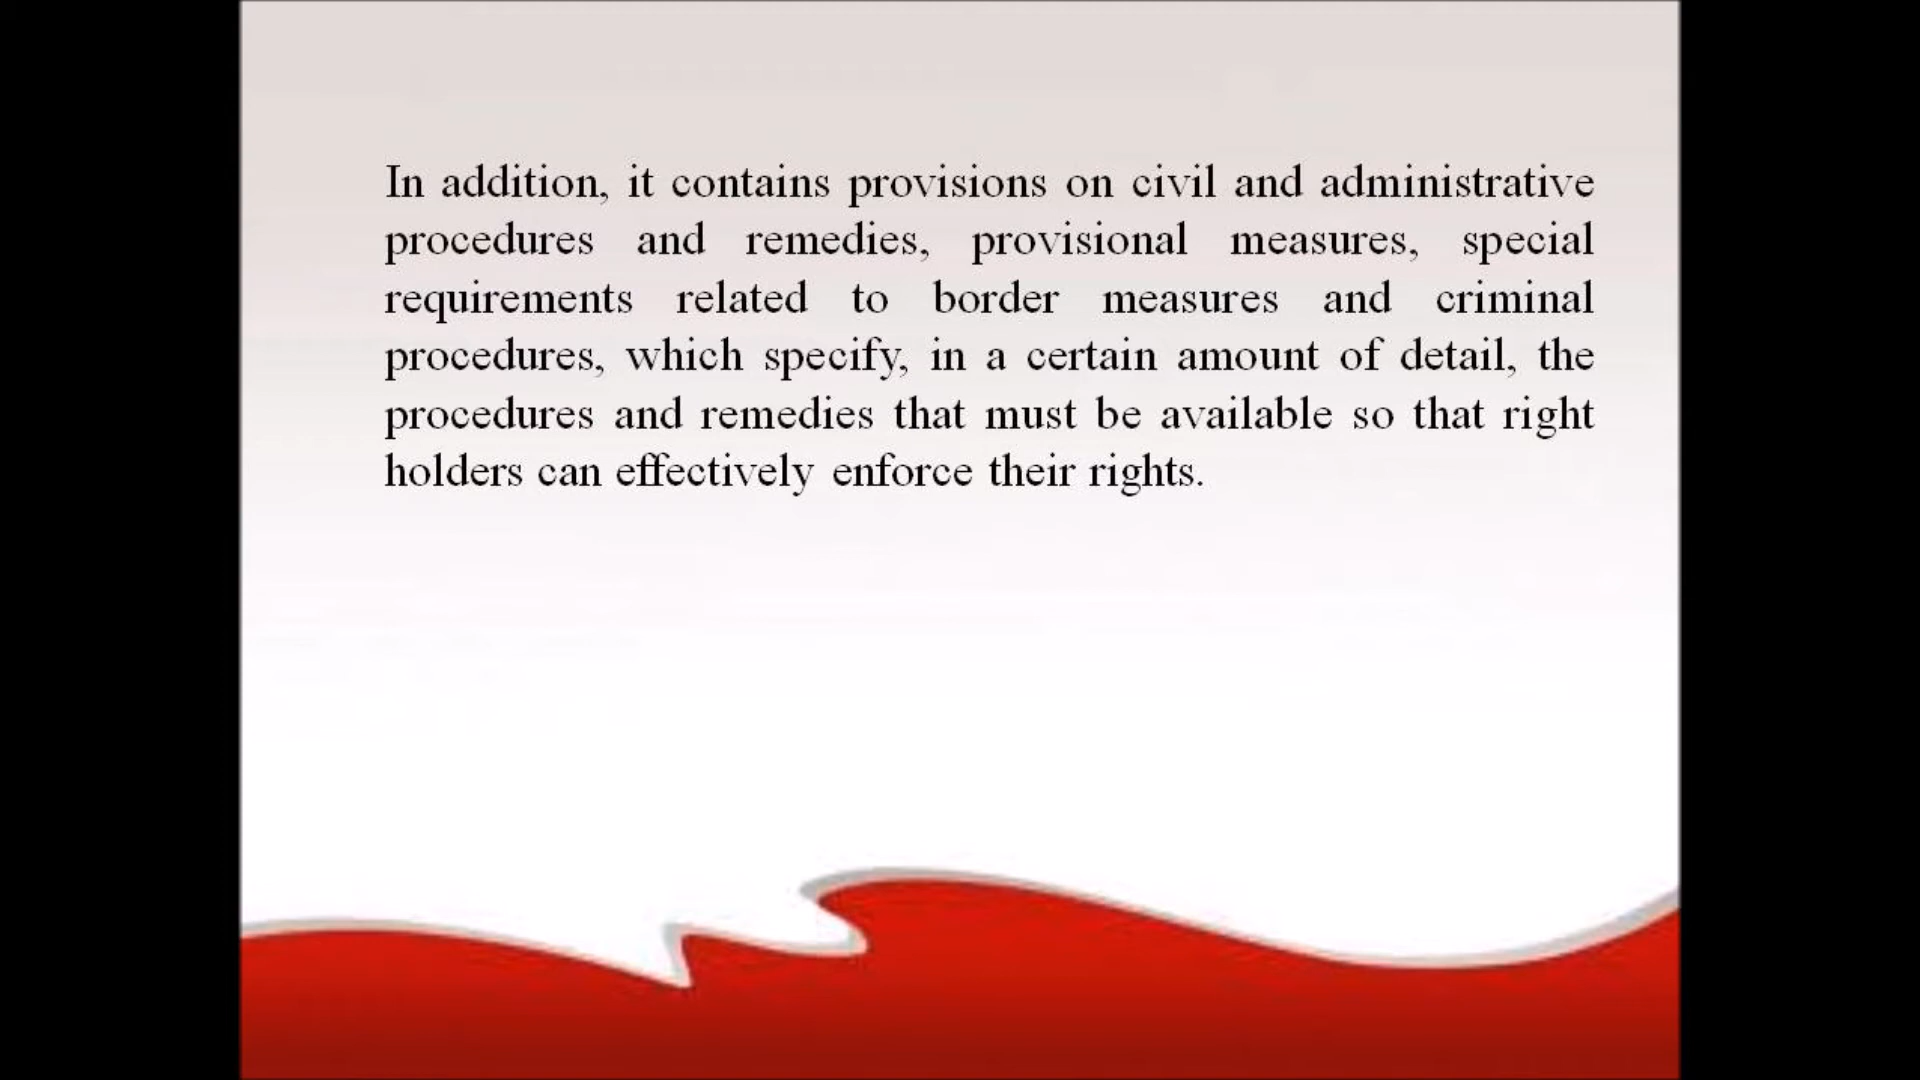 In addition, it contains provisions on civil and administrative
procedures and remedies, provisional measures, special
requirements related to border measures and criminal
procedures, which specify, in a certain amount of detail, the
procedures and remedies that must be available so that right
holders can effectively enforce their rights.